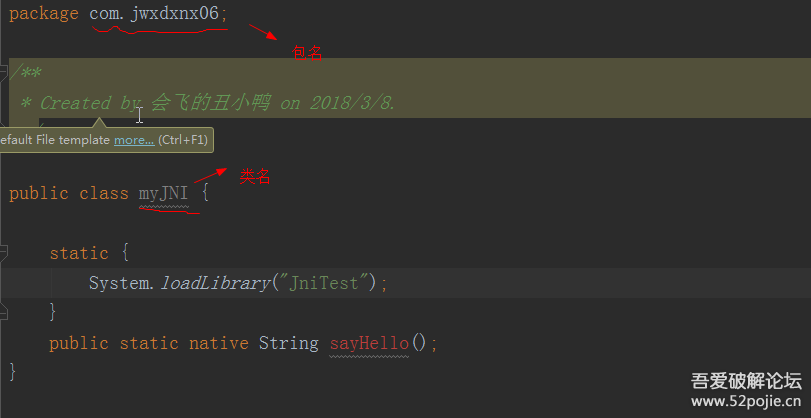 package com.jwxdxnx06;
包名
/**
* Created by 会飞的丑小鸭 on 2018/3/8.
efault File template more... (Ctrl+F1)
类名
public class myJNI {
static {
System.loadLibrary("JniTest");
}
public static native String sayHello();
}
吾爱破解论坛
www.52pojie.cn